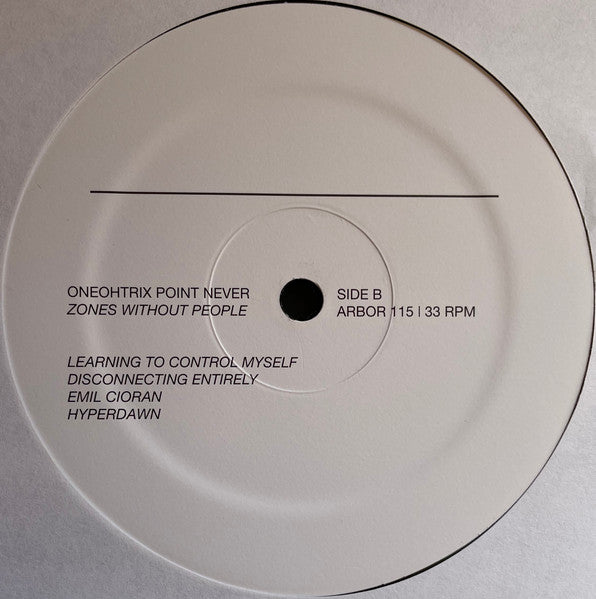 ONEOHTRIX POINT NEVER
ZONES WITHOUT PEOPLE
SIDE B
ARBOR 115 | 33 RPM
LEARNING TO CONTROL MYSELF
DISCONNECTING ENTIRELY
EMIL CIORAN
HYPERDAWN